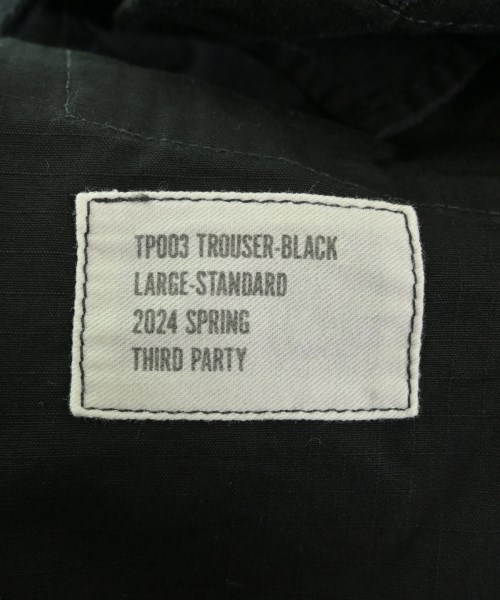 TP003 TROUSER-BLACK
LARGE-STANDARD
2024 SPRING
THIRD PARTY